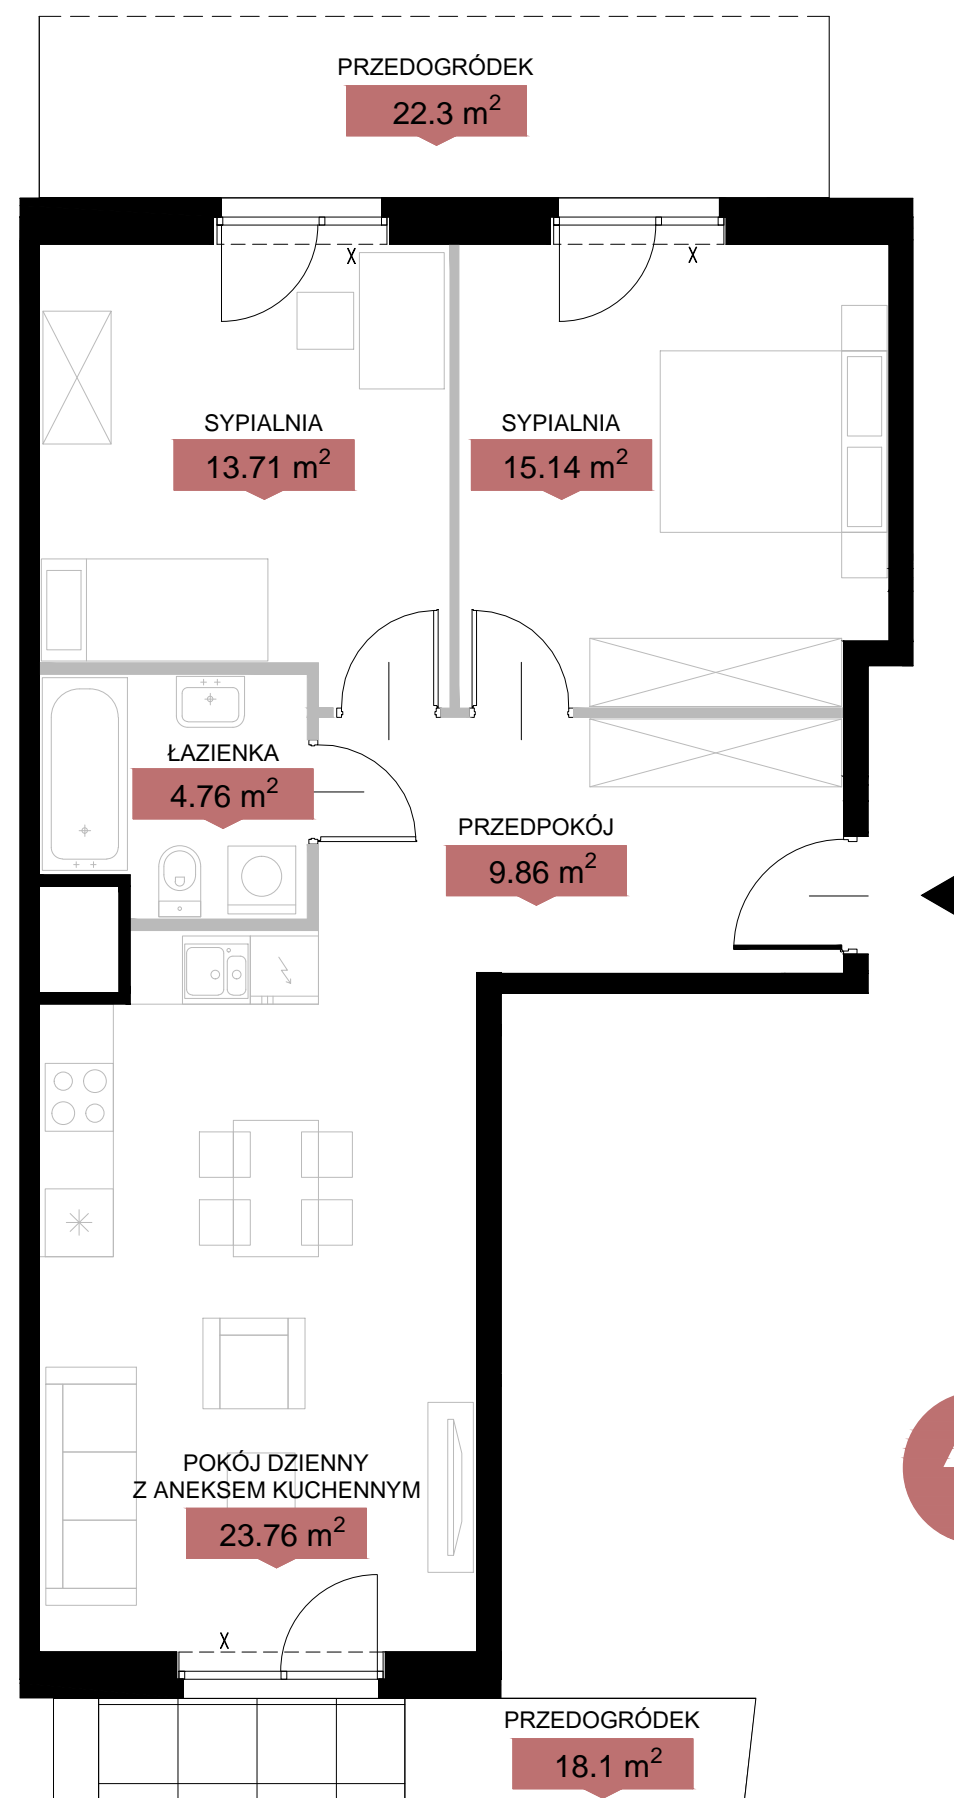 PRZEDOGRÓDEK
22.3 m²
SYPIALNIA
13.71 m²
SYPIALNIA
15.14 m²
ŁAZIENKA
4.76 m²
PRZEDPOKÓJ
9.86 m²
POKÓJ DZIENNY
Z ANEKSEM KUCHENNYM
23.76 m²
PRZEDOGRÓDEK
18.1 m²